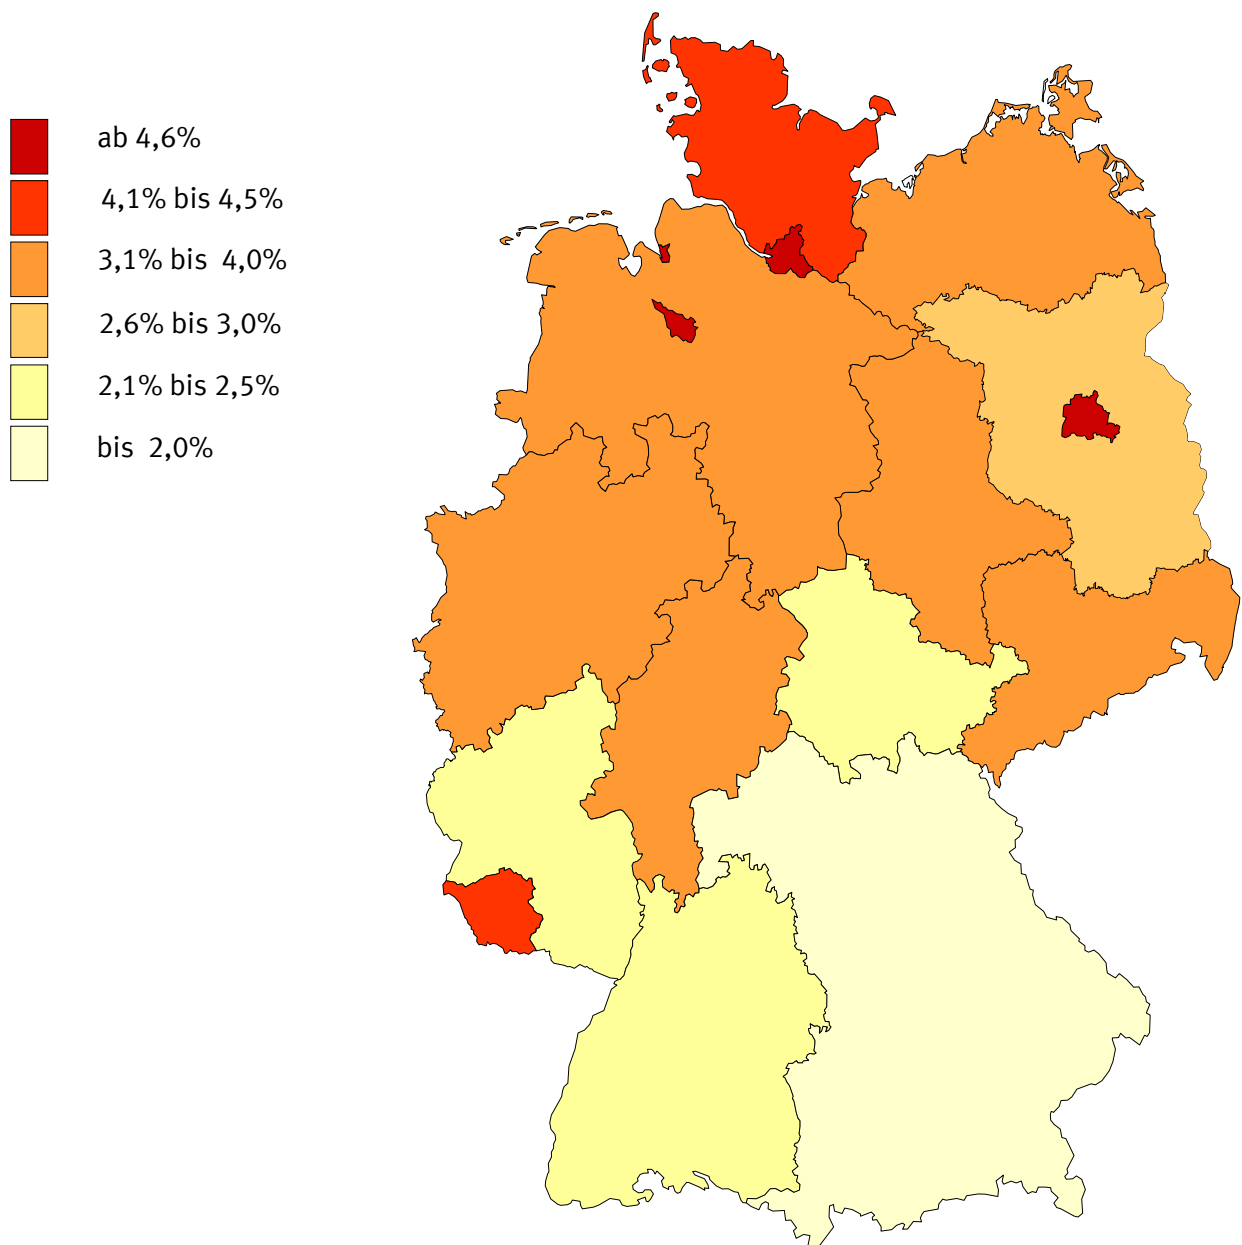 ab 4,6%
4,1% bis 4,5%
3,1% bis 4,0%
2,6% bis 3,0%
2,1% bis 2,5%
bis 2,0%